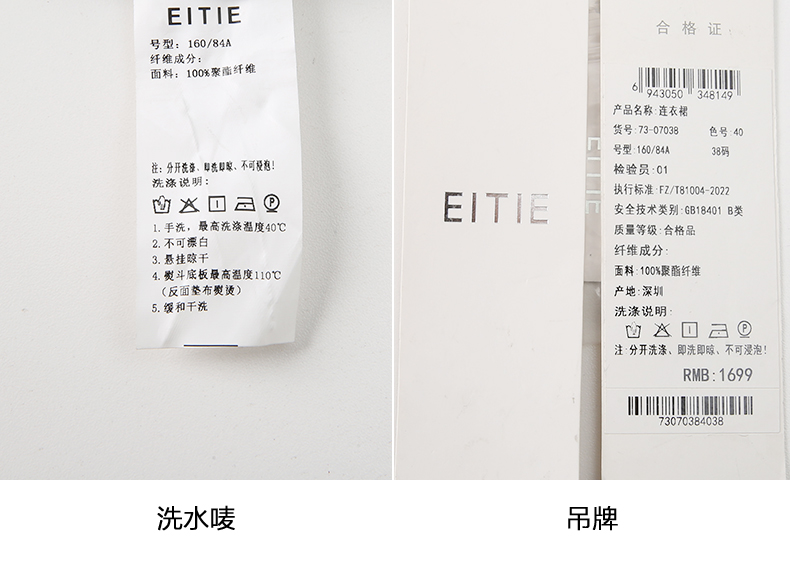 EITIE
号型: 160/84A
纤维成分:
面料: 100%聚酯纤维
注: 分开洗涤、即洗即晾、不可浸泡!
洗涤说明:
1.手洗，最高洗涤温度40℃
2.不可漂白
3.悬挂晾干
4.熨斗底板最高温度110℃
（反面垫布熨烫）
5.缓和干洗
洗水唛
EITIE
EITIE
合格证
6 943050 348149
产品名称:连衣裙
货号:73-07038 色号:40
号型:160/84A 38码
检验员:01
执行标准:FZ/T81004-2022
安全技术类别:GB18401 B类
质量等级:合格品
纤维成分:
面料:100%聚酯纤维
产地:深圳
洗涤说明:
注:分开洗涤、即洗即晾、不可浸泡!
RMB:1699
73070384038
吊牌